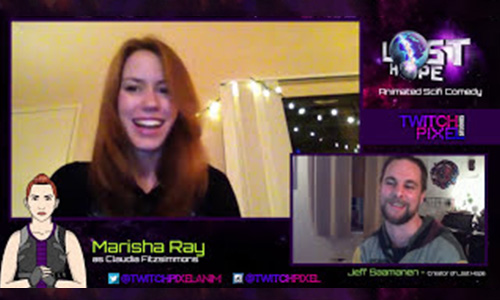 LOST
HOPE
Animated Scifi Comedy
TWITCH
PIXEL
Marisha Ray
as Claudia Fitzsimmons
@TWITCHPIXELANIM
@TWITCHPIXEL
Jeff Saamanen - Creator of Lost Hope